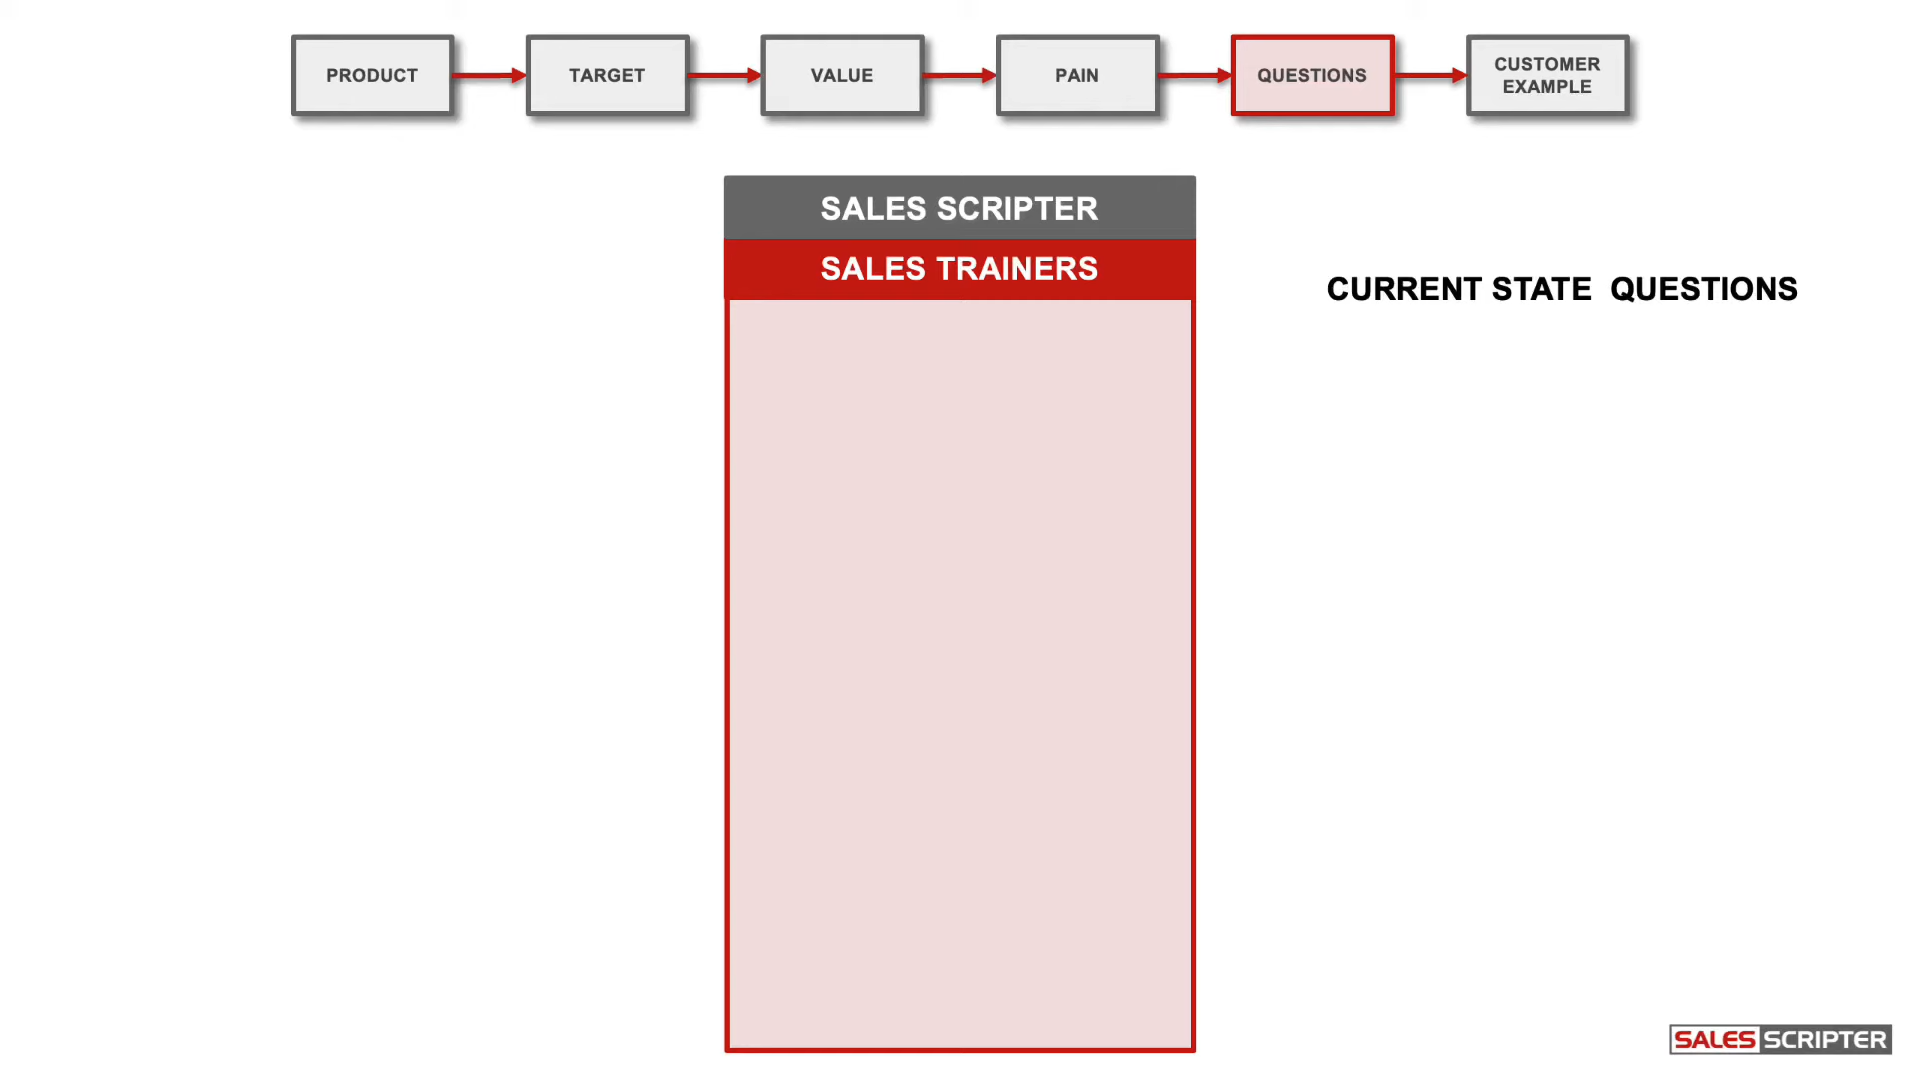 PRODUCT
TARGET
VALUE
PAIN
QUESTIONS
CUSTOMER
EXAMPLE
SALES SCRIPTER
SALES TRAINERS
CURRENT STATE QUESTIONS
SALES SCRIPTER